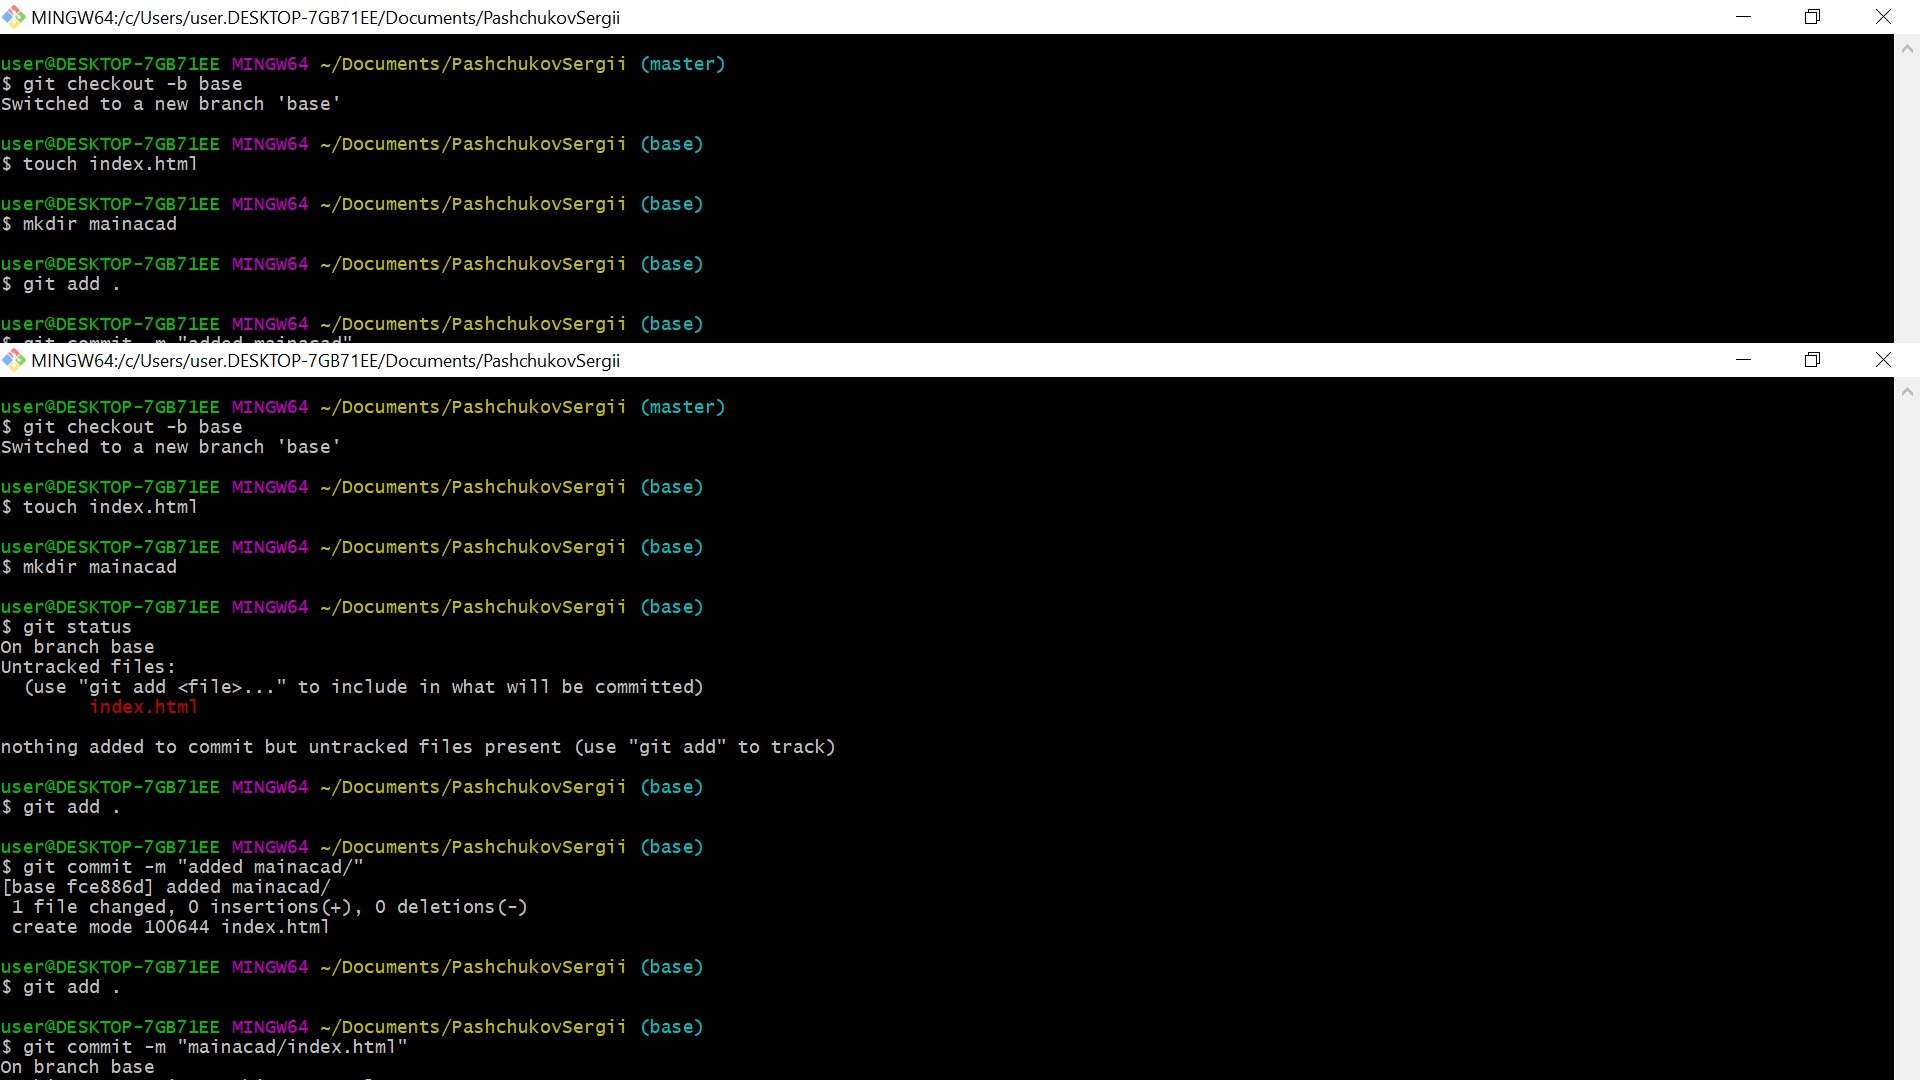 MINGW64:/c/Users/user.DESKTOP-7GB71EE/Documents/PashchukovSergii
user@DESKTOP-7GB71EE MINGW64 ~/Documents/PashchukovSergii (master)
$ git checkout -b base
Switched to a new branch 'base'
user@DESKTOP-7GB71EE MINGW64 ~/Documents/PashchukovSergii (base)
$ touch index.html
user@DESKTOP-7GB71EE MINGW64 ~/Documents/PashchukovSergii (base)
$ mkdir mainacad
user@DESKTOP-7GB71EE MINGW64 ~/Documents/PashchukovSergii (base)
$ git add .
user@DESKTOP-7GB71EE MINGW64 ~/Documents/PashchukovSergii (base)
$ git commit -m "added mainacad"
MINGW64:/c/Users/user.DESKTOP-7GB71EE/Documents/PashchukovSergii
user@DESKTOP-7GB71EE MINGW64 ~/Documents/PashchukovSergii (master)
$ git checkout -b base
Switched to a new branch 'base'
user@DESKTOP-7GB71EE MINGW64 ~/Documents/PashchukovSergii (base)
$ touch index.html
user@DESKTOP-7GB71EE MINGW64 ~/Documents/PashchukovSergii (base)
$ mkdir mainacad
user@DESKTOP-7GB71EE MINGW64 ~/Documents/PashchukovSergii (base)
$ git status
On branch base
Untracked files:
(use "git add <file>..." to include in what will be committed)
index.html
nothing added to commit but untracked files present (use "git add" to track)
user@DESKTOP-7GB71EE MINGW64 ~/Documents/PashchukovSergii (base)
$ git add .
user@DESKTOP-7GB71EE MINGW64 ~/Documents/PashchukovSergii (base)
$ git commit -m "added mainacad/"
[base fce886d] added mainacad/
1 file changed, 0 insertions(+), 0 deletions(-)
create mode 100644 index.html
user@DESKTOP-7GB71EE MINGW64 ~/Documents/PashchukovSergii (base)
$ git add .
user@DESKTOP-7GB71EE MINGW64 ~/Documents/PashchukovSergii (base)
$ git commit -m "mainacad/index.html"
On branch base